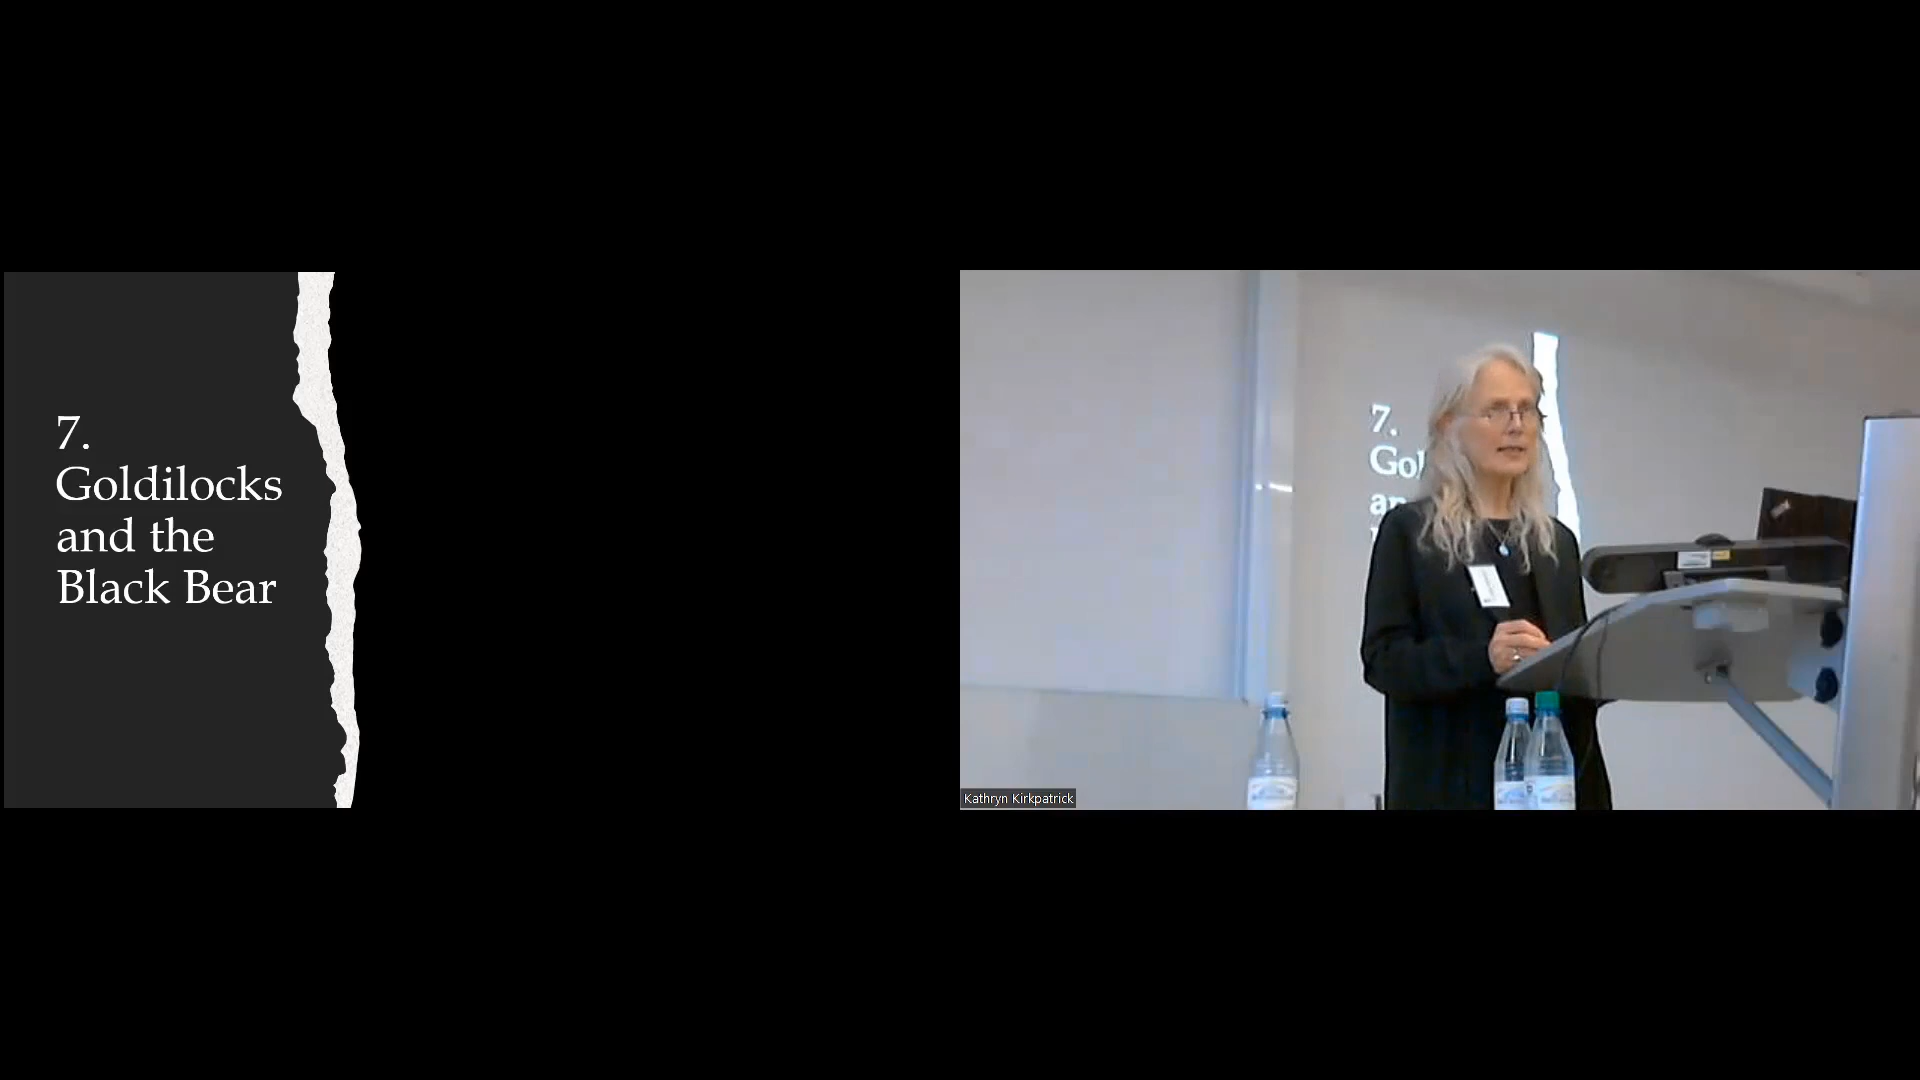 7.
Goldilocks
and the
Black Bear
7.
Gol
an
Kathryn Kirkpatrick